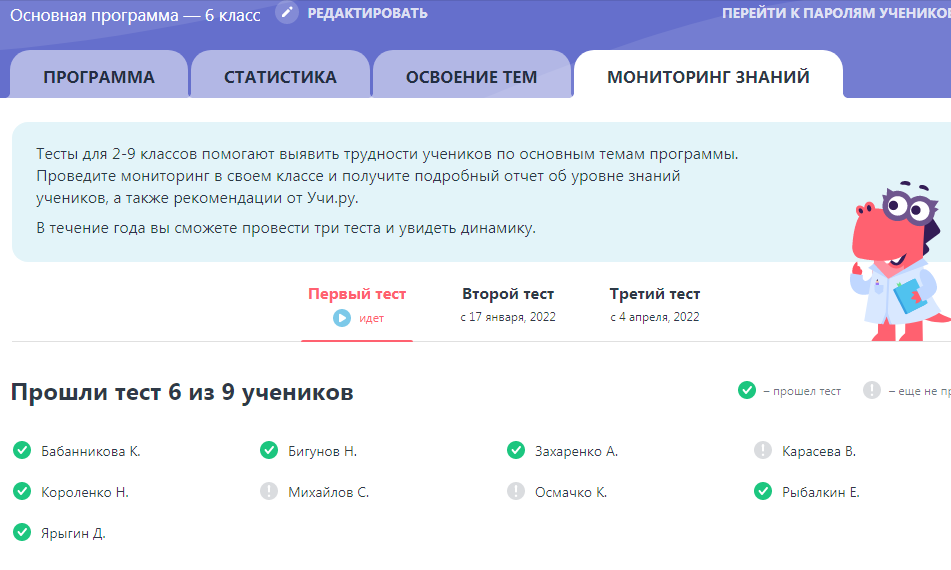 Основная программа — 6 класс РЕДАКТИРОВАТЬ ПЕРЕЙТИ К ПАРОЛЯМ УЧЕНИКОВ
ПРОГРАММА СТАТИСТИКА ОСВОЕНИЕ ТЕМ МОНИТОРИНГ ЗНАНИЙ
Тесты для 2-9 классов помогают выявить трудности учеников по основным темам программы.
Проведите мониторинг в своем классе и получите подробный отчет об уровне знаний
учеников, а также рекомендации от Учи.ру.
В течение года вы сможете провести три теста и увидеть динамику.
Первый тест Второй тест Третий тест
идет с 17 января, 2022 с 4 апреля, 2022
Прошли тест 6 из 9 учеников – прошел тест – еще не пр
Бабанникова К. Бигунов Н. Захаренко А. Карасева В.
Короленко Н. Михайлов С. Осмачко К. Рыбалкин Е.
Ярыгин Д.